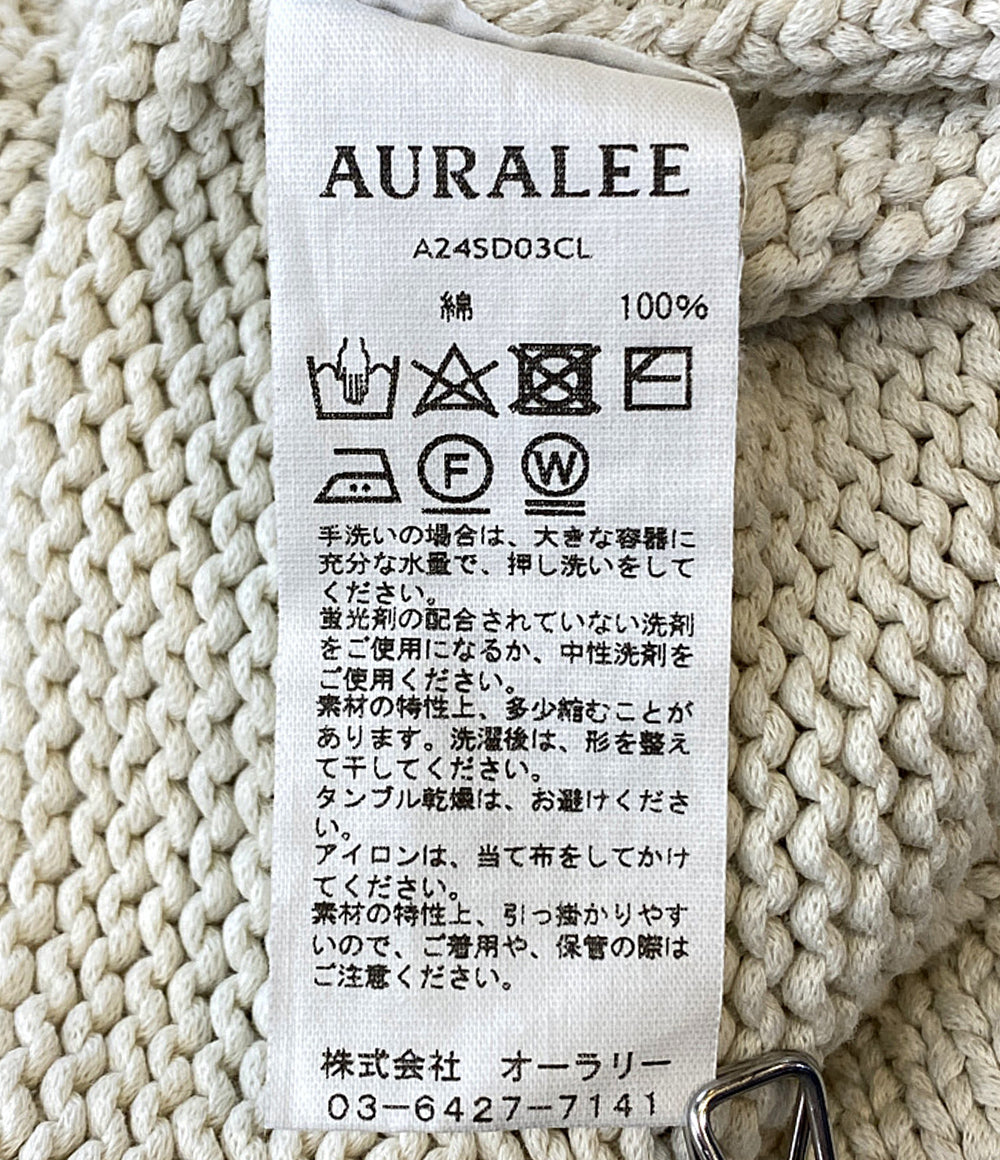 AURALEE
A24SD03CL
綿 100%
F W
手洗いの場合は、大きな容器に
充分な水量で、押し洗いをして
ください。
蛍光剤の配合されていない洗剤
をご使用になるか、中性洗剤を
ご使用ください。
素材の特性上、多少縮むことが
あります。洗濯後は、形を整え
て干してください。
タンブル乾燥は、お避けくださ
い。
アイロンは、当て布をしてかけ
てください。
素材の特性上、引っ掛かりやす
いので、ご着用や、保管の際は
ご注意ください。
株式会社 オーラリー
03-6427-7141